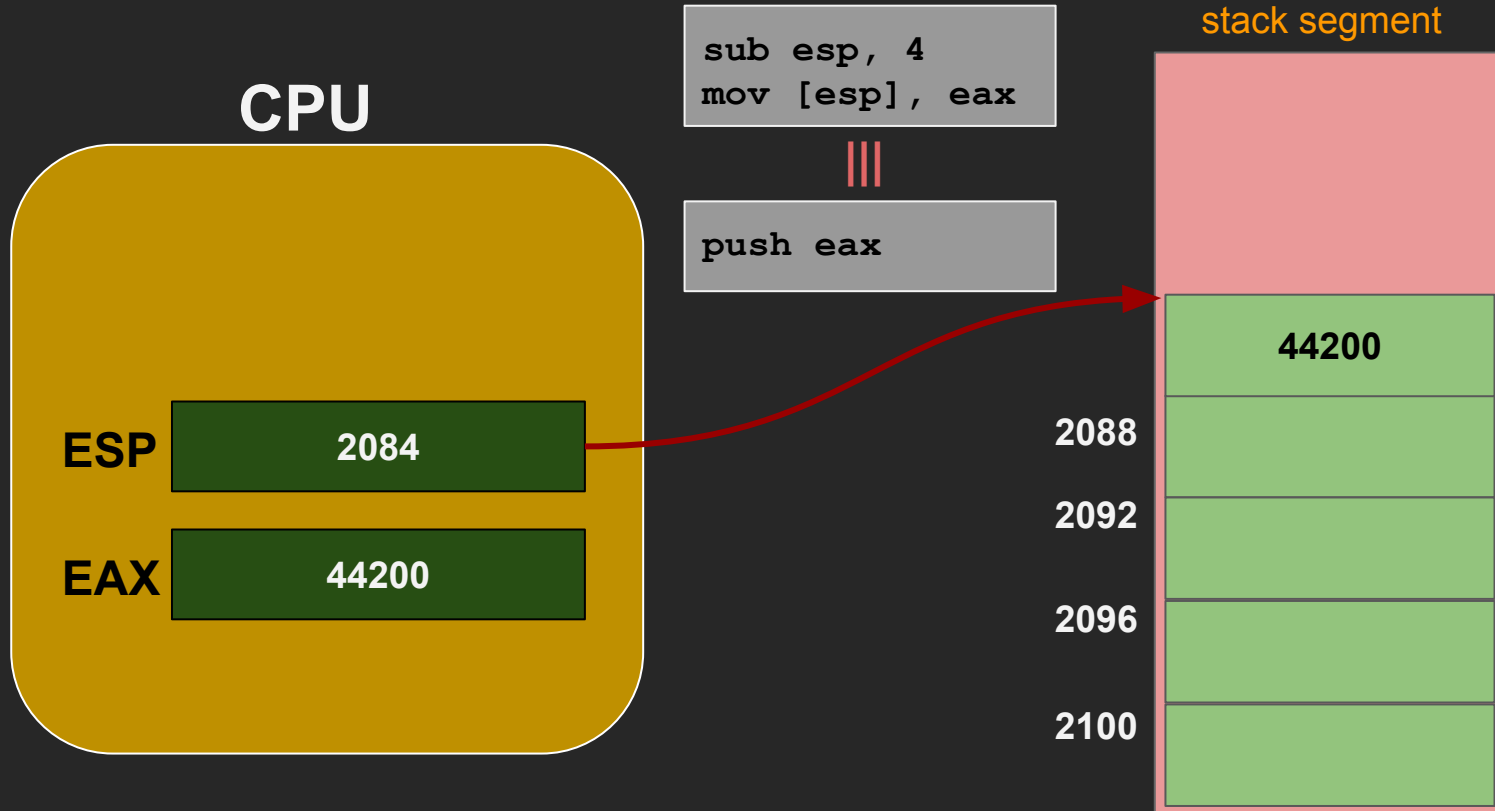 stack segment
sub esp, 4
mov [esp], eax
CPU
push eax
44200
ESP
2084
2088
2092
EAX
44200
2096
2100